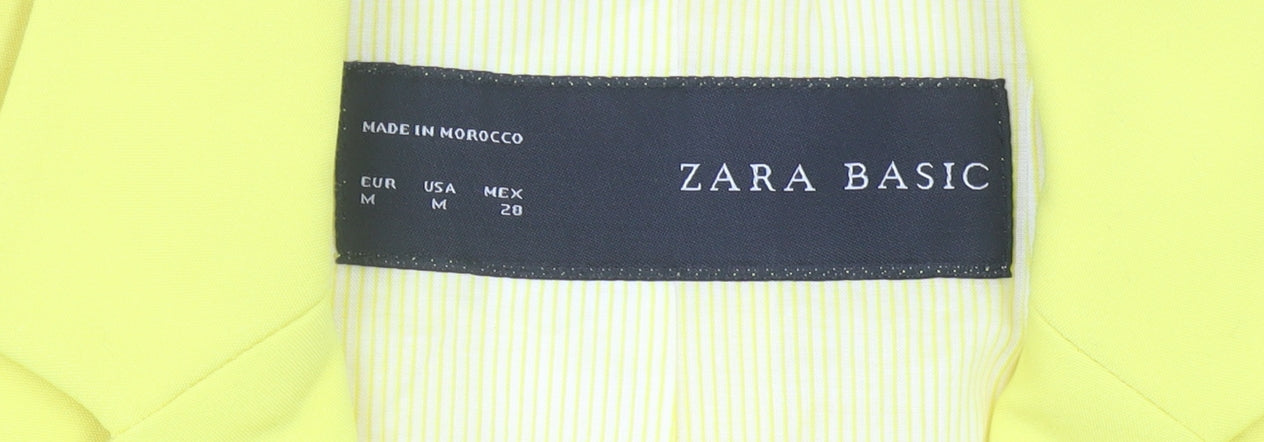 MADE IN MOROCCO
EUR USA MEX
M M 28
ZARA BASIC